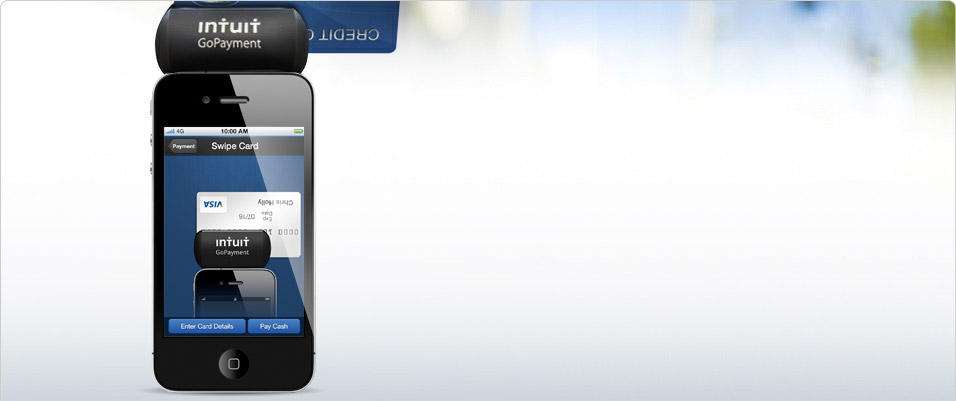 INTUIT
GoPayment
CREDIT C
4G
10:00 AM
Payment
Swipe Card
Chris Holly
VISA
Exp
Date
07/16
INTUIT
GoPayment
Enter Card Details
Pay Cash